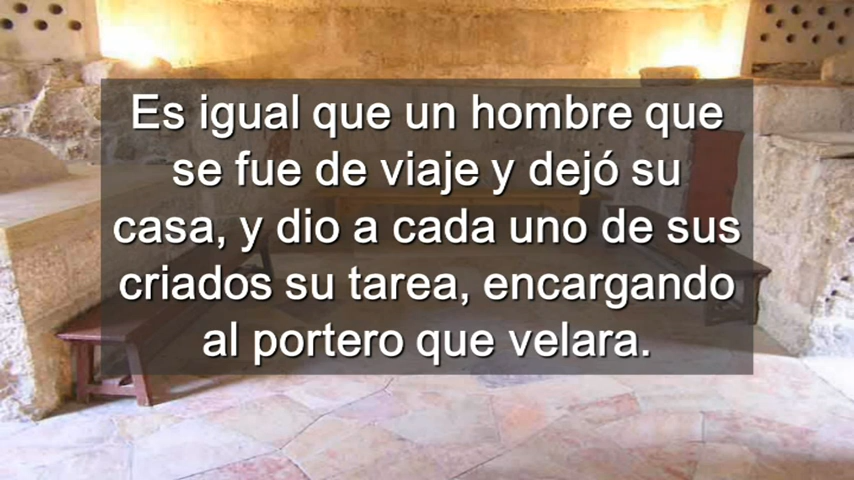 Es igual que un hombre que
se fue de viaje y dejó su
casa, y dio a cada uno de sus
criados su tarea, encargando
al portero que velara.